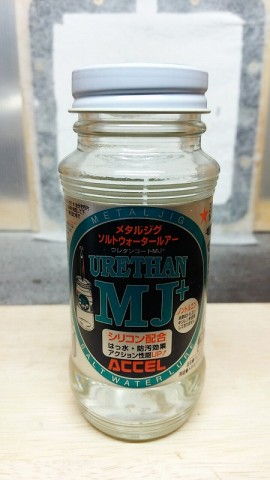 METAL JIG
メタルジグ
ソルトウォータールアー
ウレタンコートMJ+
URETHAN
MJ+
シリコン配合
はっ水・防汚効果
アクション性能UP!
ACCEL
SALT WATER LURE